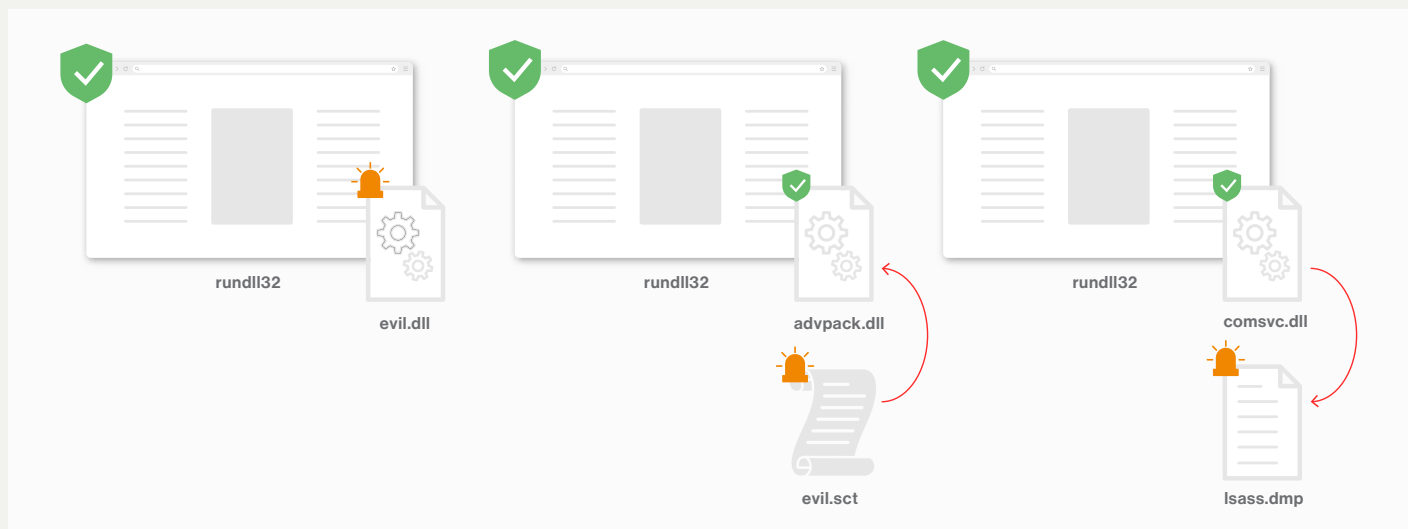 rundll32
evil.dll
rundll32
advpack.dll
evil.sct
rundll32
comsvc.dll
lsass.dmp